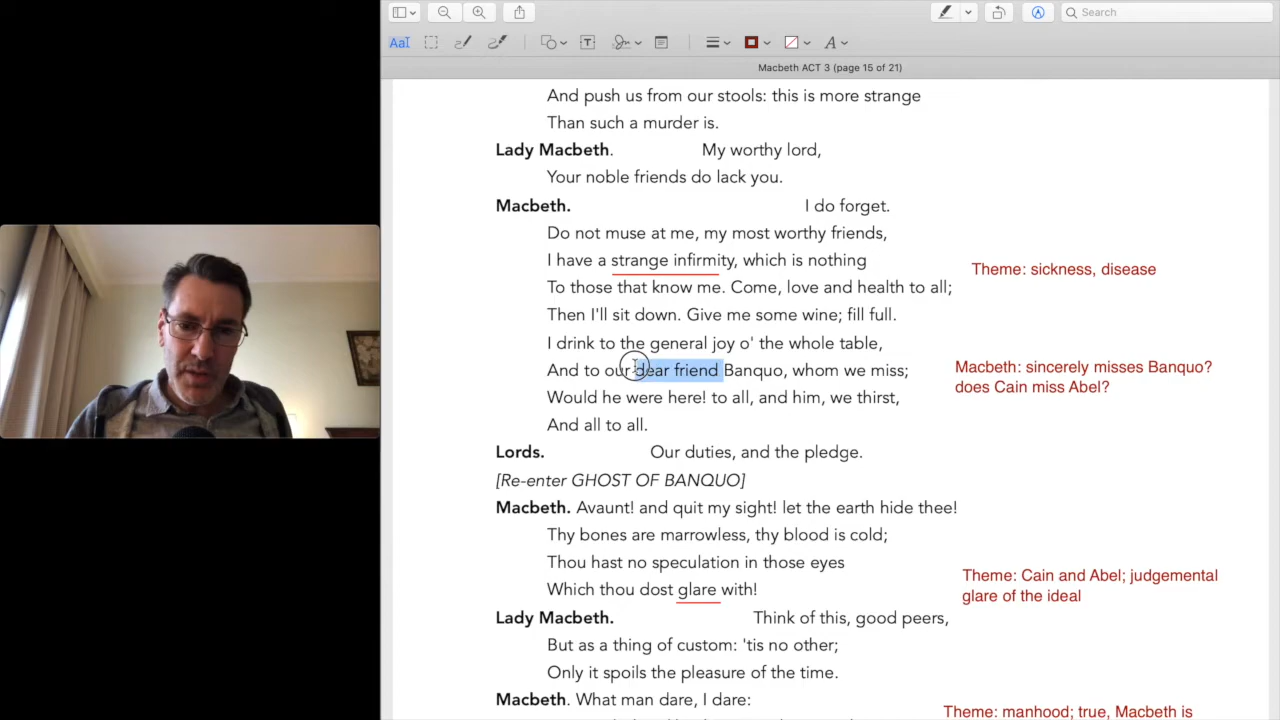 Search
AaI
A
Macbeth ACT 3 (page 15 of 21)
And push us from our stools: this is more strange
Than such a murder is.
Lady Macbeth. My worthy lord,
Your noble friends do lack you.
Macbeth. I do forget.
Do not muse at me, my most worthy friends,
I have a strange infirmity, which is nothing
Theme: sickness, disease
To those that know me. Come, love and health to all;
Then I'll sit down. Give me some wine; fill full.
I drink to the general joy o' the whole table,
And to our dear friend Banquo, whom we miss;
Macbeth: sincerely misses Banquo?
does Cain miss Abel?
Would he were here! to all, and him, we thirst,
And all to all.
Lords. Our duties, and the pledge.
[Re-enter GHOST OF BANQUO]
Macbeth. Avaunt! and quit my sight! let the earth hide thee!
Thy bones are marrowless, thy blood is cold;
Thou hast no speculation in those eyes
Which thou dost glare with!
Theme: Cain and Abel; judgemental
glare of the ideal
Lady Macbeth. Think of this, good peers,
But as a thing of custom: 'tis no other;
Only it spoils the pleasure of the time.
Macbeth. What man dare, I dare:
Theme: manhood; true, Macbeth is